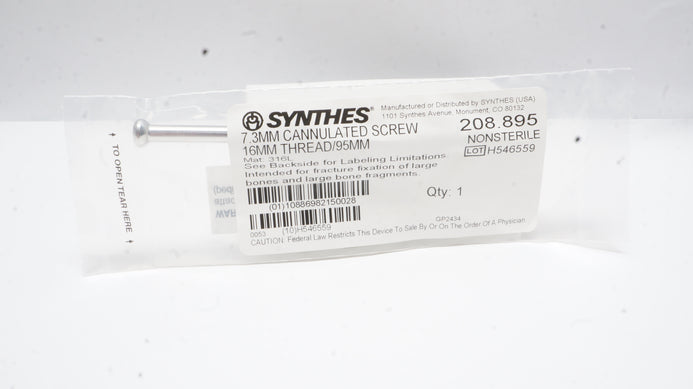 SYNTHES®
Manufactured or Distributed by SYNTHES (USA)
1101 Synthes Avenue, Monument, CO 80132
7.3MM CANNULATED SCREW
16MM THREAD/95MM
208.895
NONSTERILE
LOT H546559
Mat: 316L
See Backside for Labeling Limitations
Intended for fracture fixation of large
bones and large bone fragments.
Qty: 1
(01)10886982150028
GP2434
0053 (10)H546559
CAUTION: Federal Law Restricts This Device To Sale By Or On The Order Of A Physician.
TO OPEN TEAR HERE